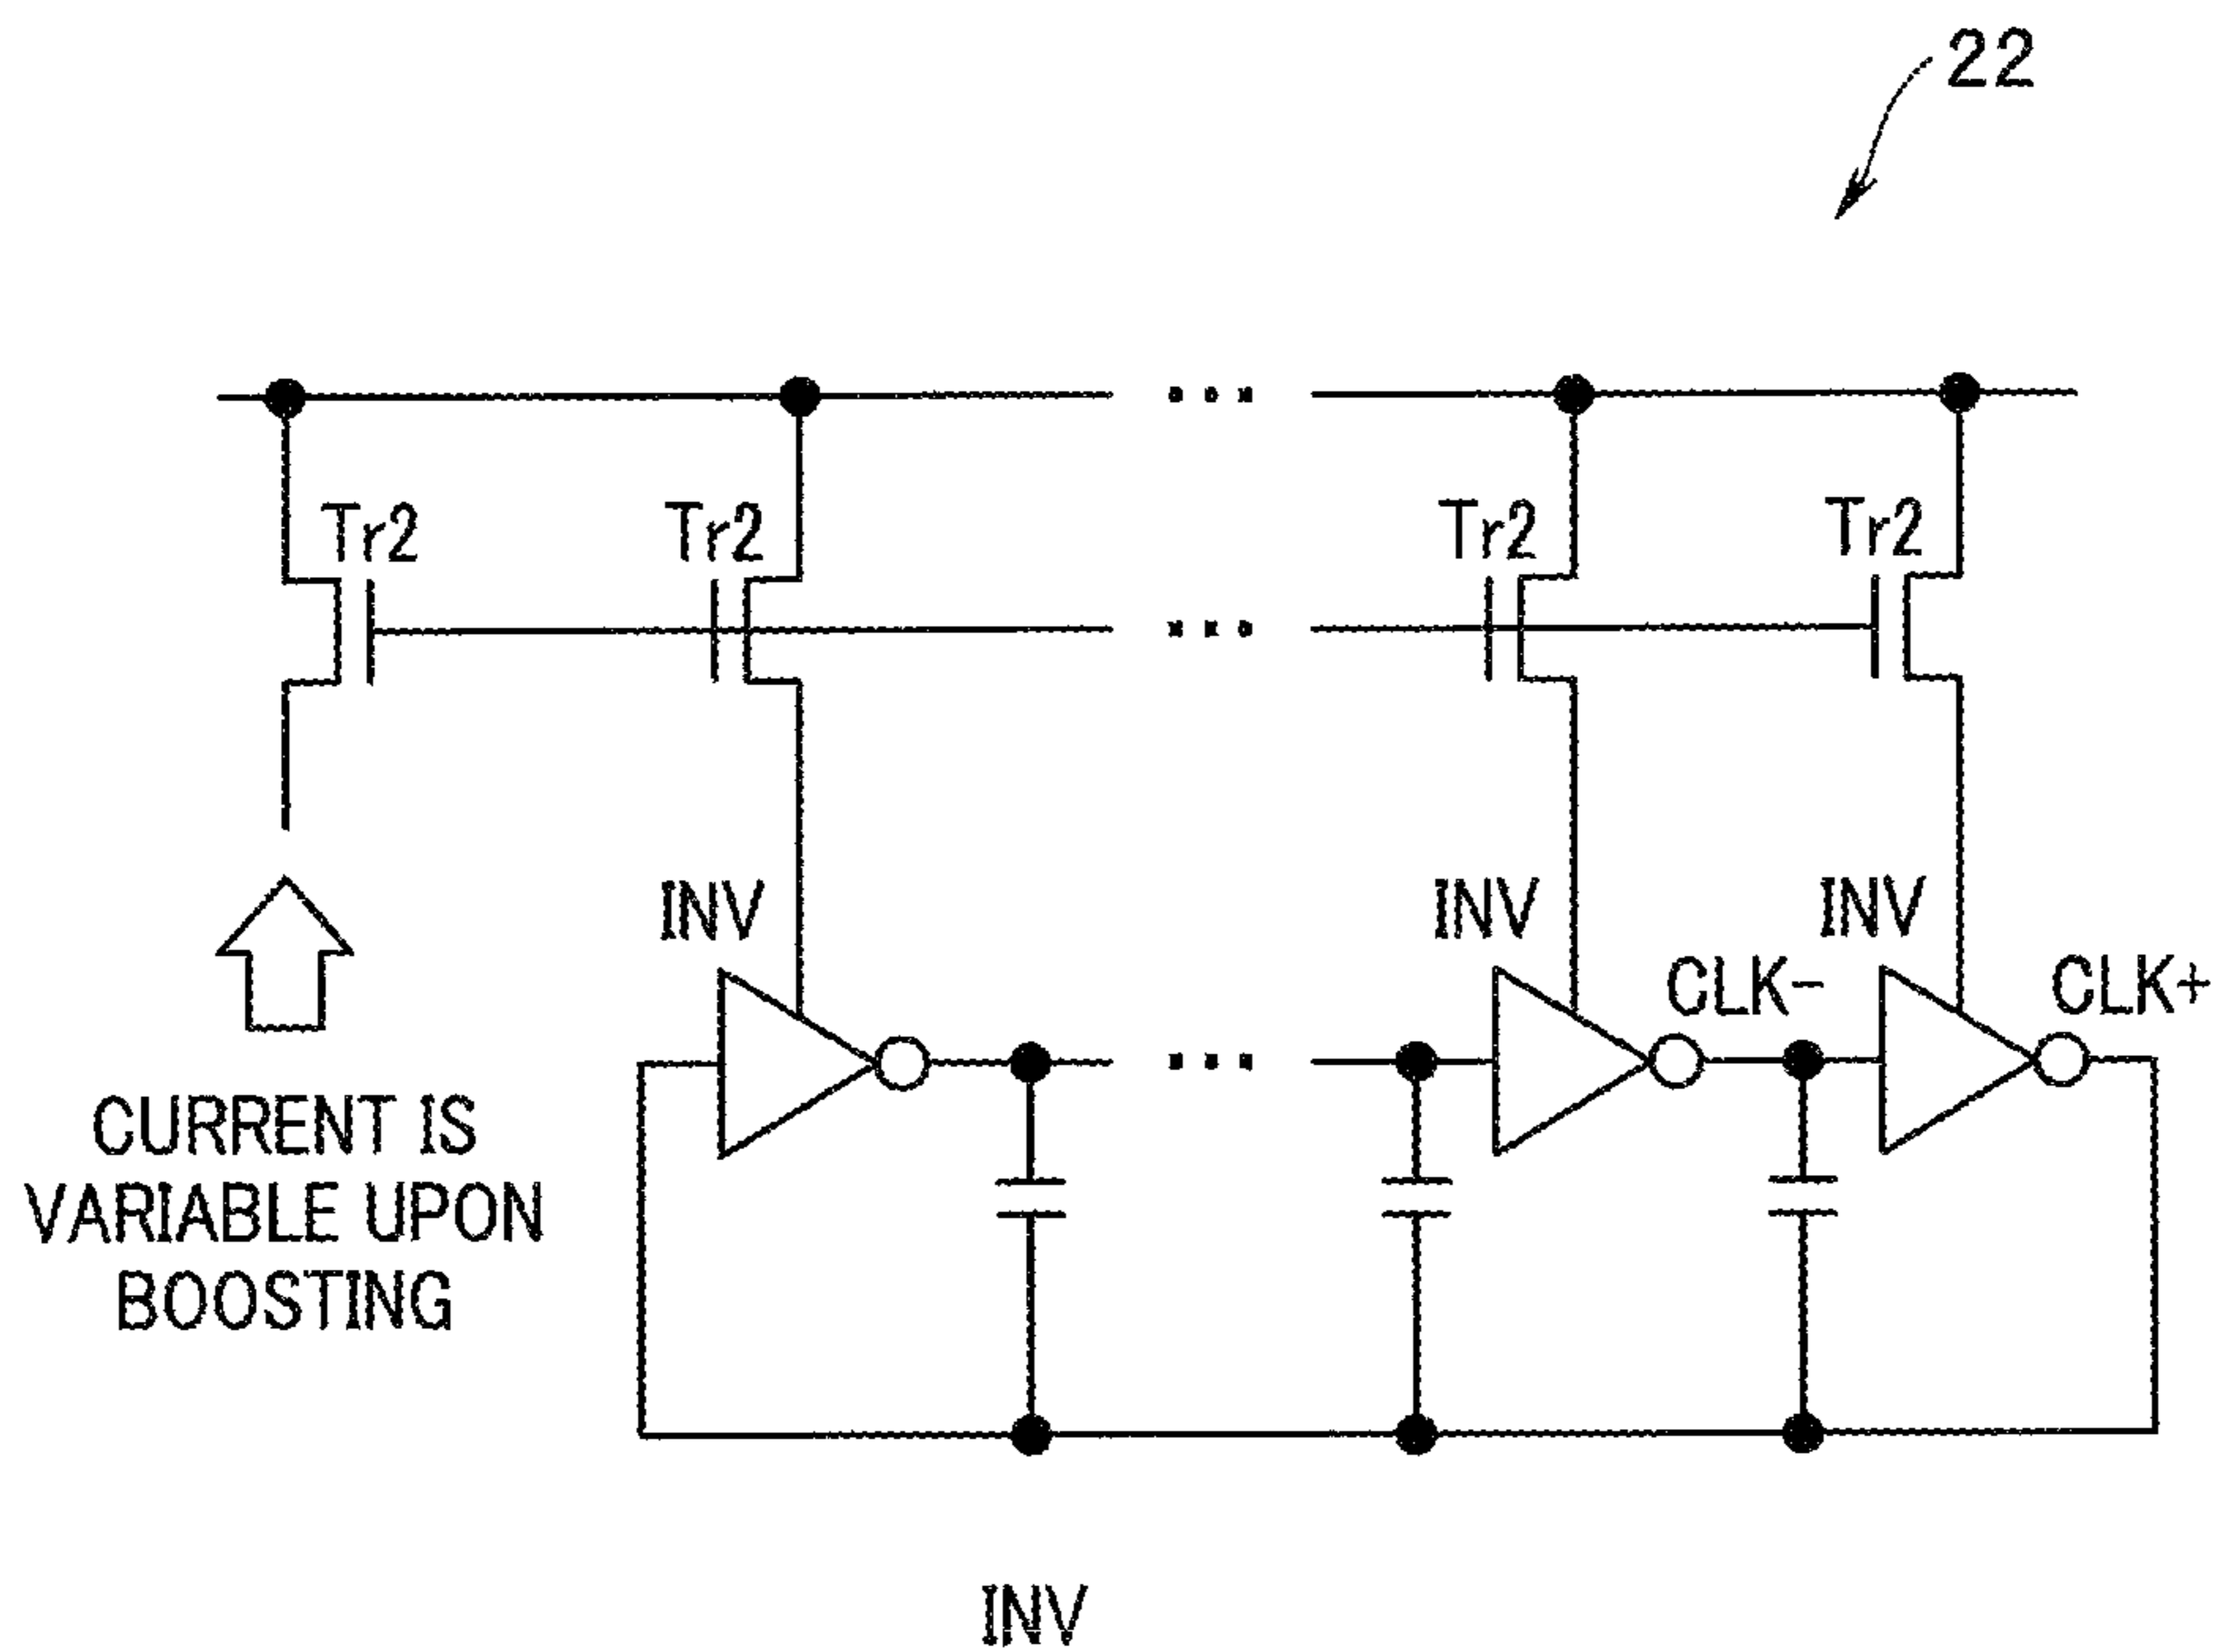 22
Tr2
Tr2
Tr2
Tr2
INV
INV
INV
CLK-
CLK+
CURRENT IS
VARIABLE UPON
BOOSTING
INV